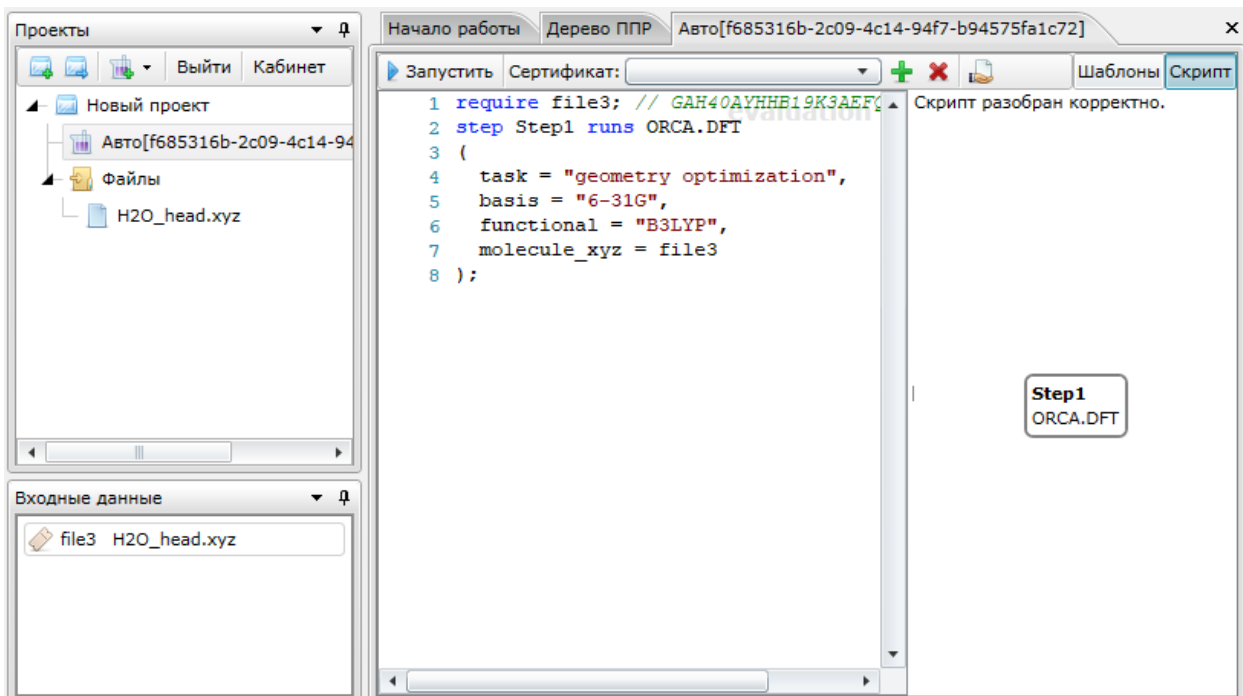 Проекты
Выйти Кабинет
Новый проект
Авто[f685316b-2c09-4c14-94
Файлы
H2O_head.xyz
Входные данные
file3 H2O_head.xyz
Начало работы Дерево ППР Авто[f685316b-2c09-4c14-94f7-b94575fa1c72]
Запустить Сертификат: Шаблоны Скрипт
1 require file3; // GAH40AYHHB19K3AEF
evaluation
2 step Step1 runs ORCA.DFT
3 (
4 task = "geometry optimization",
5 basis = "6-31G",
6 functional = "B3LYP",
7 molecule_xyz = file3
8 );
Скрипт разобран корректно.
Step1
ORCA.DFT